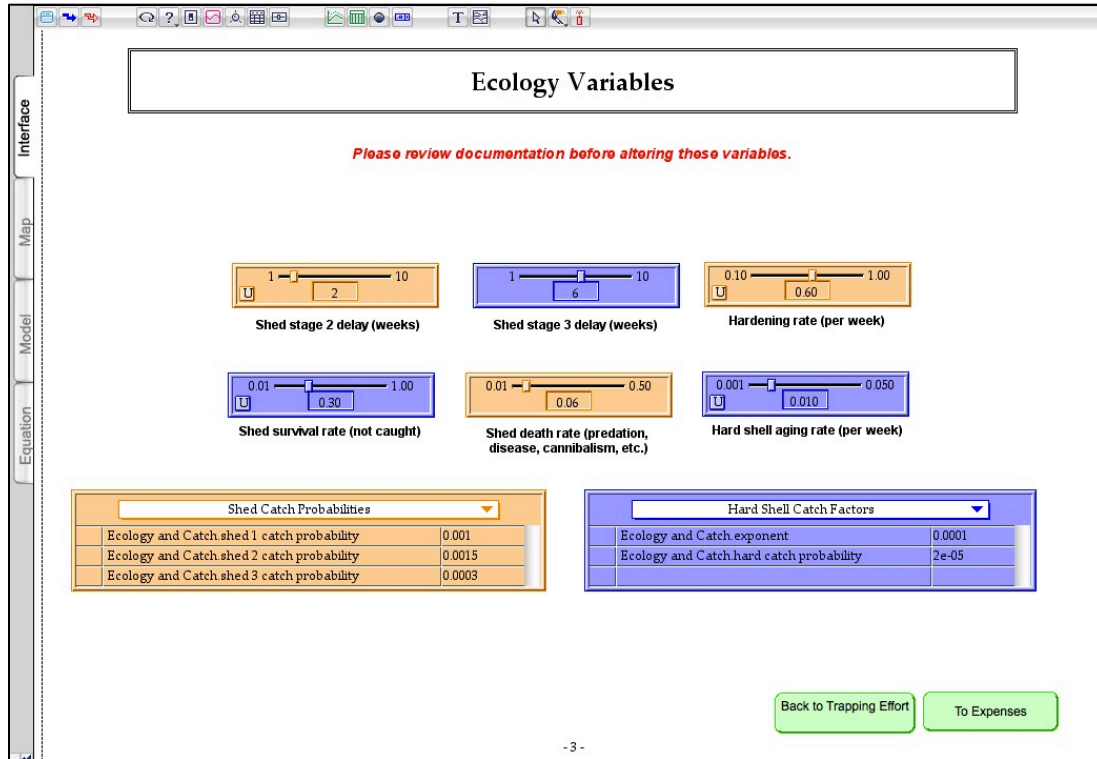 T
Interface
Map
Model
Equation
Ecology Variables
Please review documentation before altering these variables.
1 10
U 2
Shed stage 2 delay (weeks)
1 10
6
Shed stage 3 delay (weeks)
0.10 1.00
U 0.60
Hardening rate (per week)
0.01 1.00
U 0.30
Shed survival rate (not caught)
0.01 0.50
0.06
Shed death rate (predation,
disease, cannibalism, etc.)
0.001 0.050
U 0.010
Hard shell aging rate (per week)
Shed Catch Probabilities
Ecology and Catch.shed 1 catch probability 0.001
Ecology and Catch.shed 2 catch probability 0.0015
Ecology and Catch.shed 3 catch probability 0.0003
Hard Shell Catch Factors
Ecology and Catch.exponent 0.0001
Ecology and Catch.hard catch probability 2e-05
Back to Trapping Effort
To Expenses
- 3 -